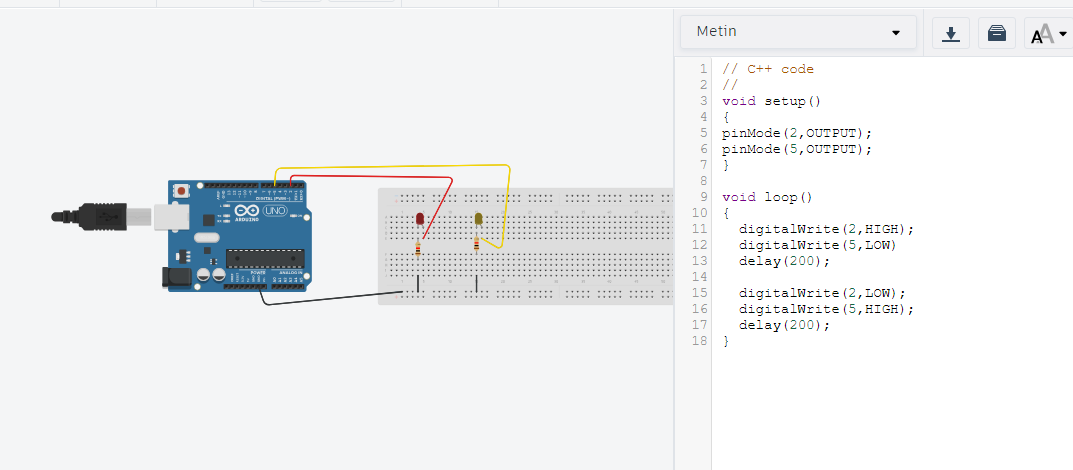 Metin
AA
1 // C++ code
2 //
3 void setup()
4 {
5 pinMode(2,OUTPUT);
6 pinMode(5,OUTPUT);
7 }
8
9 void loop()
10 {
11 digitalWrite(2,HIGH);
12 digitalWrite(5,LOW)
13 delay(200);
14
15 digitalWrite(2,LOW);
16 digitalWrite(5,HIGH);
17 delay(200);
18 }
DIGITAL (PWM~)
UNO
ARDUINO
POWER
ANALOG IN